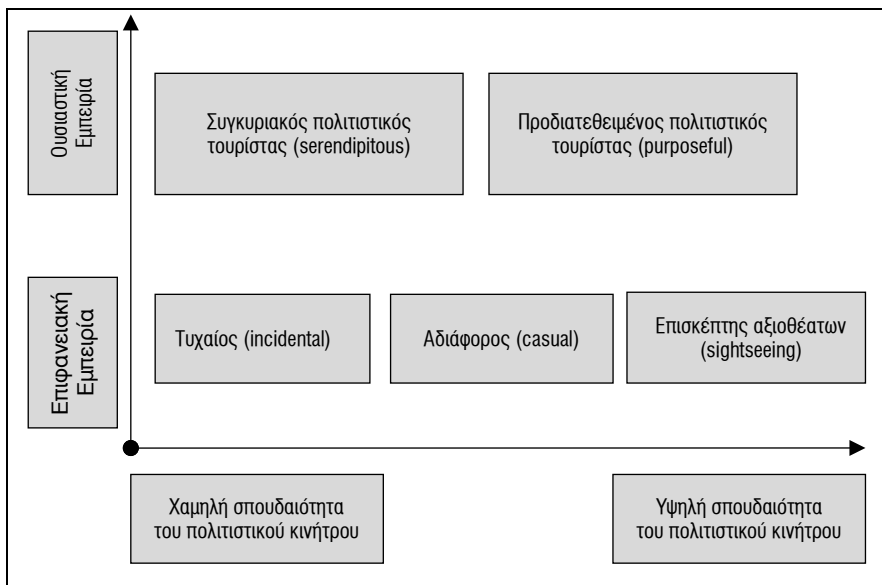 Ουσιαστική
Εμπειρία
Συγκυριακός πολιτιστικός
τουρίστας (serendipitous)
Προδιατεθειμένος πολιτιστικός
τουρίστας (purposeful)
Επιφανειακή
Εμπειρία
Τυχαίος (incidental)
Αδιάφορος (casual)
Επισκέπτης αξιοθέατων
(sightseeing)
Χαμηλή σπουδαιότητα
του πολιτιστικού κινήτρου
Υψηλή σπουδαιότητα
του πολιτιστικού κινήτρου